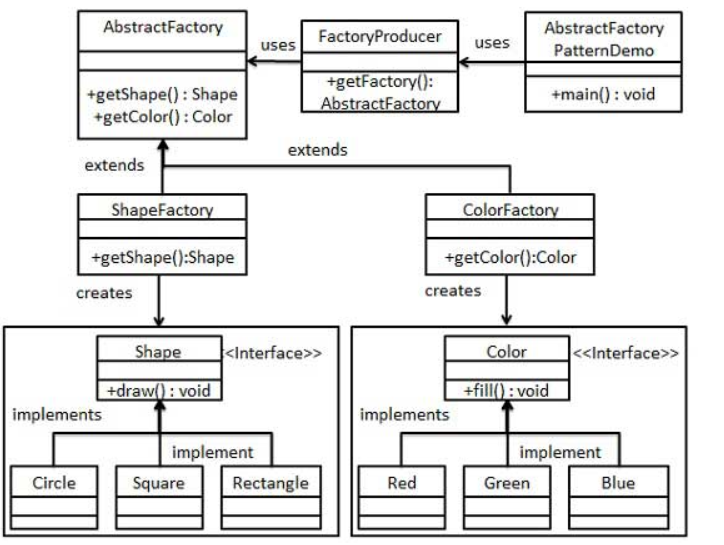 AbstractFactory
+getShape() : Shape
+getColor() : Color
uses
FactoryProducer
+getFactory():
AbstractFactory
uses
AbstractFactory
PatternDemo
+main() : void
extends
extends
ShapeFactory
+getShape():Shape
ColorFactory
+getColor():Color
creates
creates
Shape
<<Interface>>
+draw() : void
implements
implement
Circle
Square
Rectangle
Color
<<Interface>>
+fill() : void
implements
implement
Red
Green
Blue